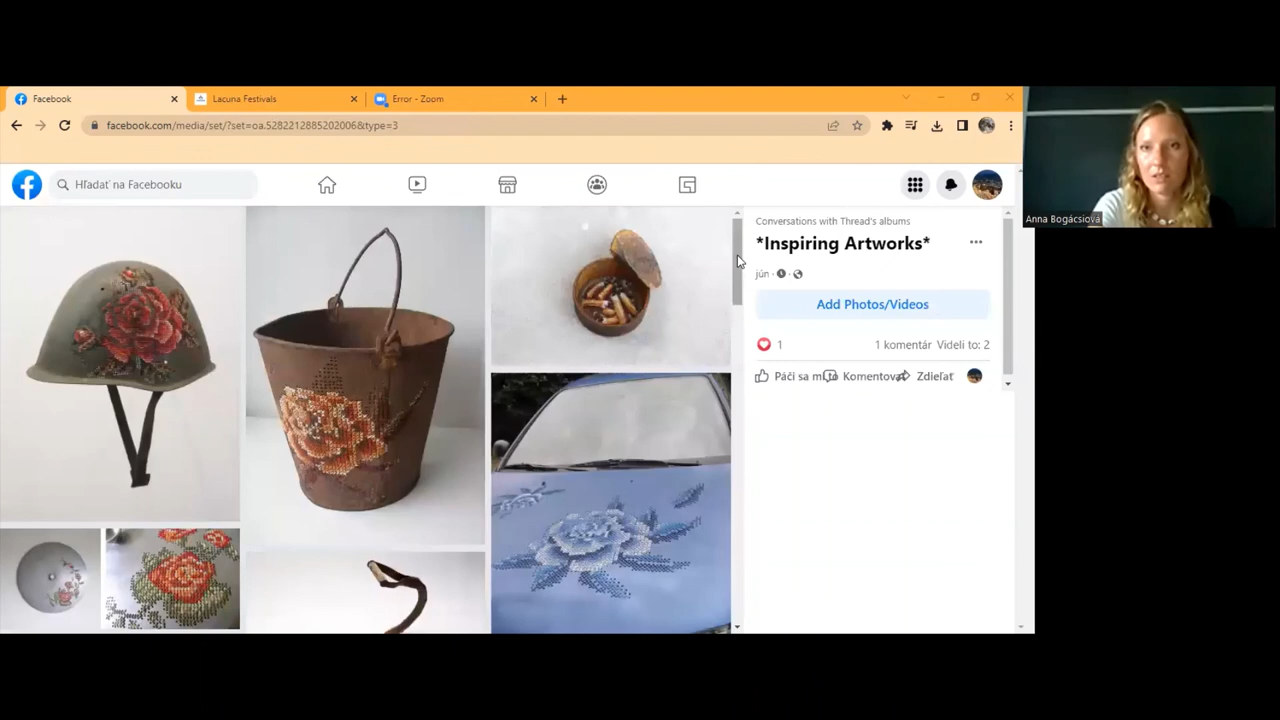 Facebook
Lacuna Festivals
Error - Zoom
facebook.com/media/set/?set=oa.5282212885202006&type=3
Hľadať na Facebooku
Conversations with Thread's albums
*Inspiring Artworks*
jún
Add Photos/Videos
1
1 komentár Videli to: 2
Páči sa mi to
Komentovať
Zdieľať
Anna Bogácsiová